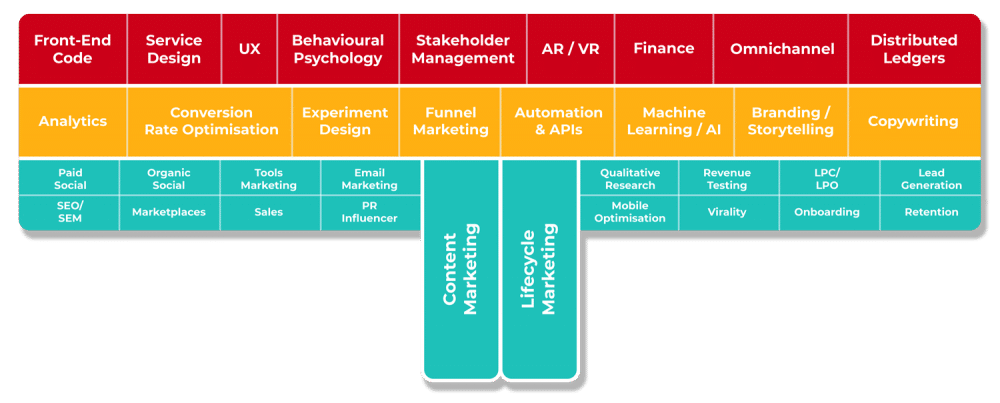 Front-End
Code
Service
Design
UX
Behavioural
Psychology
Stakeholder
Management
AR / VR
Finance
Omnichannel
Distributed
Ledgers
Analytics
Conversion
Rate Optimisation
Experiment
Design
Funnel
Marketing
Automation
& APIs
Machine
Learning / AI
Branding /
Storytelling
Copywriting
Paid
Social
Organic
Social
Tools
Marketing
Email
Marketing
Qualitative
Research
Revenue
Testing
LPC/
LPO
Lead
Generation
SEO/
SEM
Marketplaces
Sales
PR
Influencer
Mobile
Optimisation
Virality
Onboarding
Retention
Content
Marketing
Lifecycle
Marketing